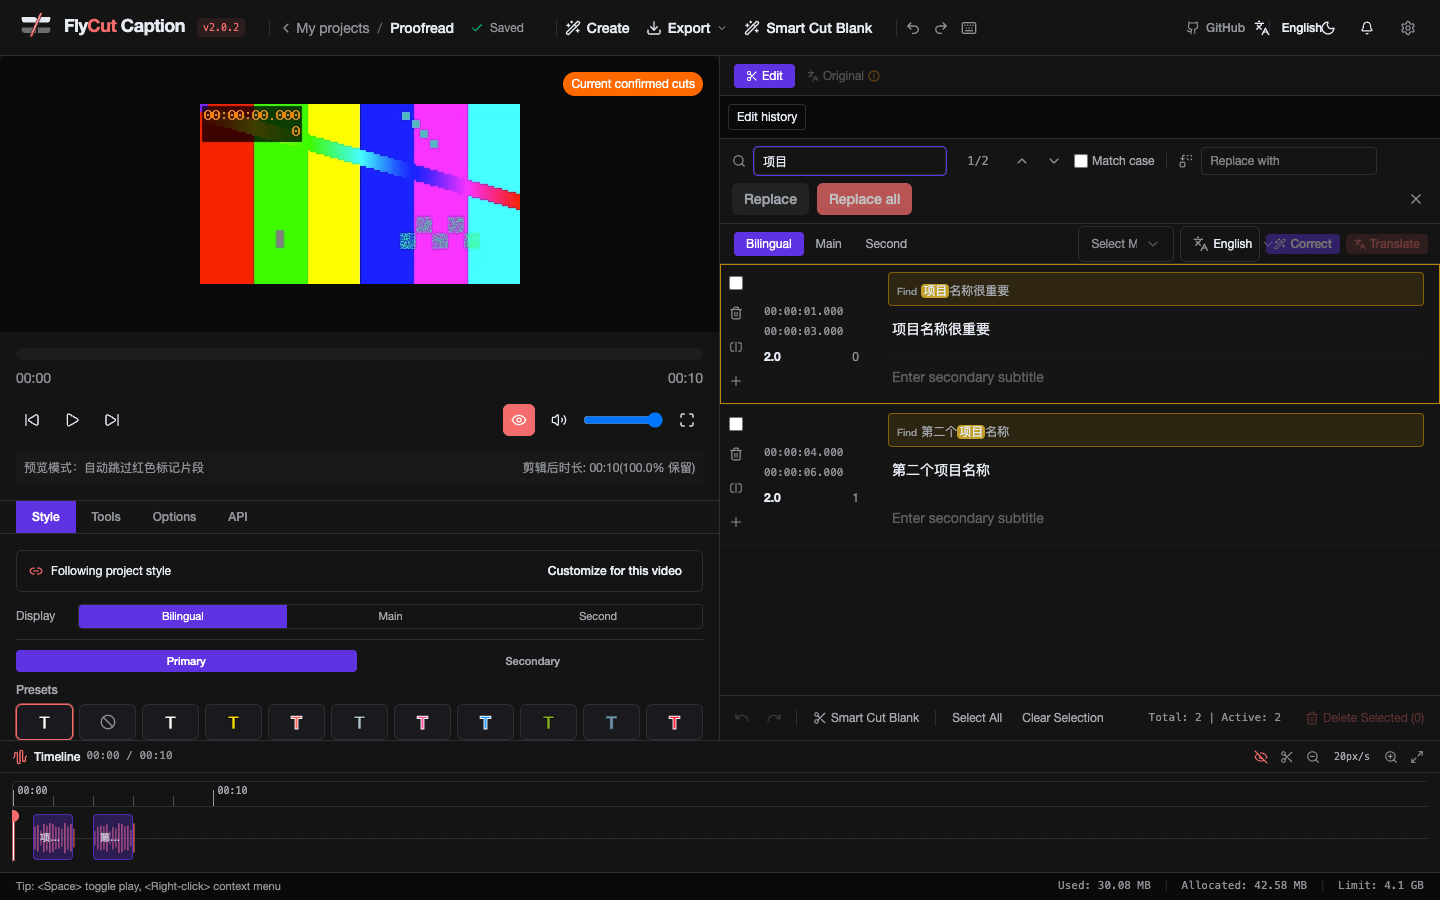 FlyCut Caption v2.0.2 My projects / Proofread Saved Create Export Smart Cut Blank GitHub English
Current confirmed cuts
00:00:00.000
0
00:00 00:10
预览模式：自动跳过红色标记片段 剪辑后时长: 00:10(100.0% 保留)
Style Tools Options API
Following project style Customize for this video
Display Bilingual Main Second
Primary Secondary
Presets
T T T T T T T T T T
Edit Original
Edit history
项目 1/2 Match case Replace with
Replace Replace all
Bilingual Main Second Select M English Correct Translate
Find 项目名称很重要
00:00:01.000
00:00:03.000
项目名称很重要
2.0 0
Enter secondary subtitle
Find 第二个项目名称
00:00:04.000
00:00:06.000
第二个项目名称
2.0 1
Enter secondary subtitle
Smart Cut Blank Select All Clear Selection Total: 2 | Active: 2 Delete Selected (0)
Timeline 00:00 / 00:10 20px/s
00:00 00:10
项... 第...
Tip: <Space> toggle play, <Right-click> context menu Used: 30.08 MB | Allocated: 42.58 MB | Limit: 4.1 GB